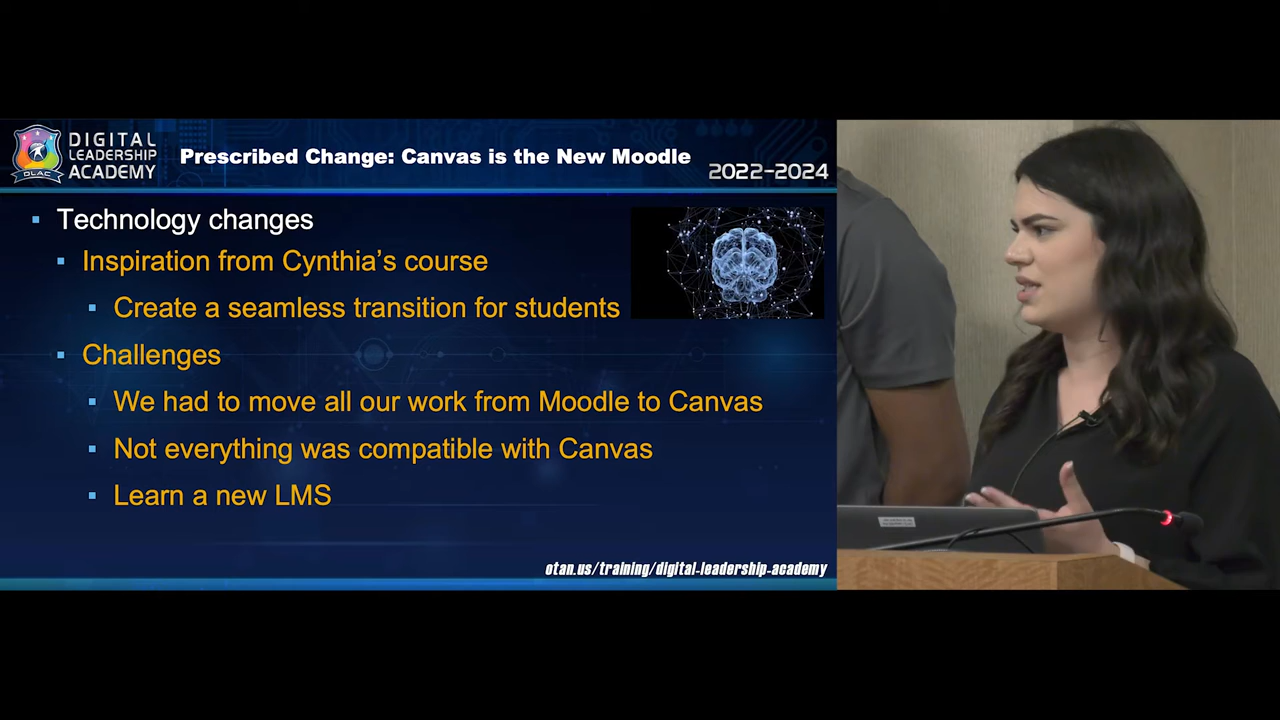 DIGITAL
LEADERSHIP
ACADEMY
DLAC
Prescribed Change: Canvas is the New Moodle
2022-2024
Technology changes
Inspiration from Cynthia's course
Create a seamless transition for students
Challenges
We had to move all our work from Moodle to Canvas
Not everything was compatible with Canvas
Learn a new LMS
otan.us/training/digital-leadership-academy